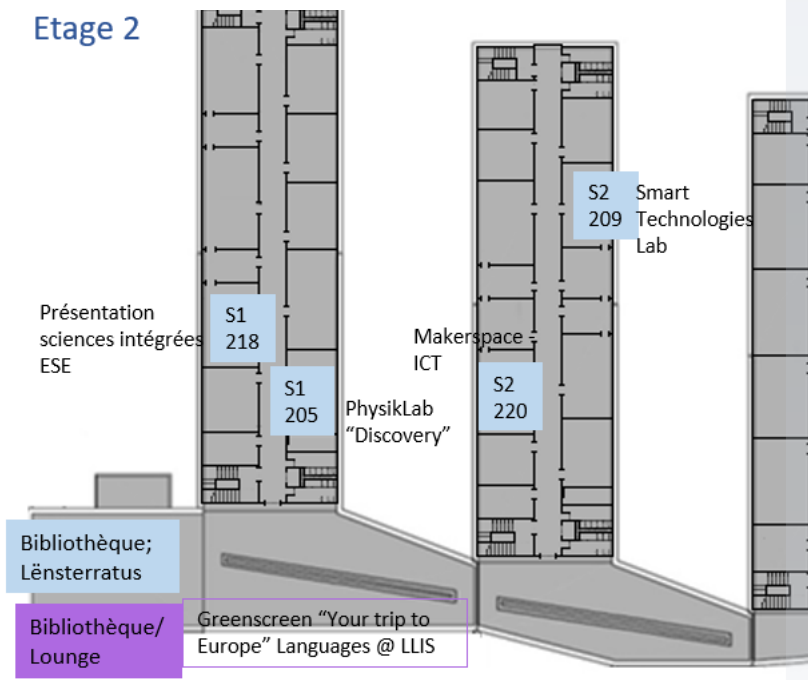 Etage 2
S2
209
Smart
Technologies
Lab
Présentation
sciences intégrées
ESE
S1
218
Makerspace -
ICT
S1
205
PhysikLab
“Discovery”
S2
220
Bibliothèque;
Lënsterratus
Bibliothèque/
Lounge
Greenscreen “Your trip to
Europe” Languages @ LLIS